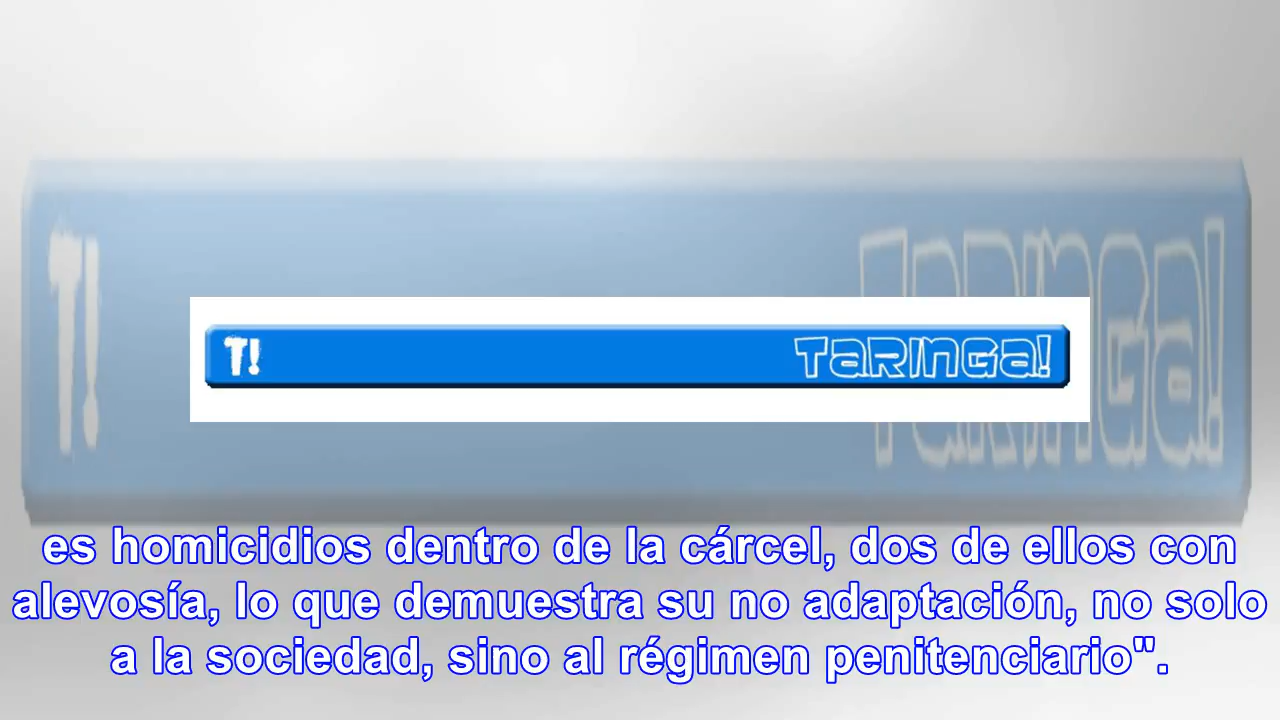 T! TARINGA!
T! TARINGA!
es homicidios dentro de la cárcel, dos de ellos con
alevosía, lo que demuestra su no adaptación, no solo
a la sociedad, sino al régimen penitenciario".